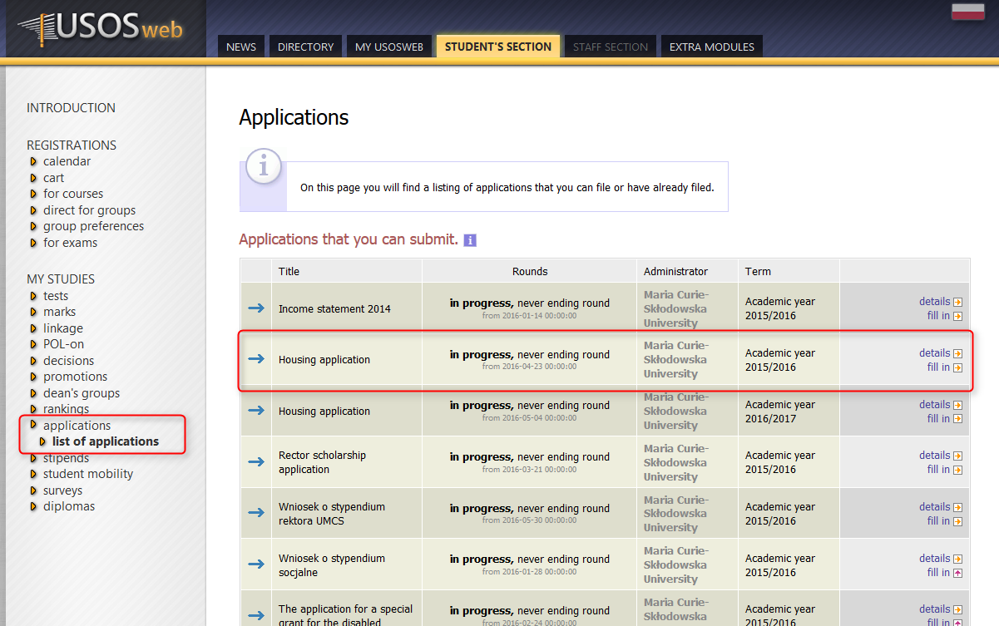 USOSweb
NEWS DIRECTORY MY USOSWEB STUDENT'S SECTION STAFF SECTION EXTRA MODULES
INTRODUCTION
REGISTRATIONS
calendar
cart
for courses
direct for groups
group preferences
for exams
MY STUDIES
tests
marks
linkage
POL-on
decisions
promotions
dean's groups
rankings
applications
list of applications
stipends
student mobility
surveys
diplomas
Applications
i
On this page you will find a listing of applications that you can file or have already filed.
Applications that you can submit. i
Title Rounds Administrator Term
Income statement 2014
in progress, never ending round
from 2016-01-14 00:00:00
Maria Curie-
Skłodowska
University
Academic year
2015/2016
details
fill in
Housing application
in progress, never ending round
from 2016-04-23 00:00:00
Maria Curie-
Skłodowska
University
Academic year
2015/2016
details
fill in
Housing application
in progress, never ending round
from 2016-05-04 00:00:00
Maria Curie-
Skłodowska
University
Academic year
2016/2017
details
fill in
Rector scholarship
application
in progress, never ending round
from 2016-03-21 00:00:00
Maria Curie-
Skłodowska
University
Academic year
2015/2016
details
fill in
Wniosek o stypendium
rektora UMCS
in progress, never ending round
from 2016-05-30 00:00:00
Maria Curie-
Skłodowska
University
Academic year
2015/2016
details
fill in
Wniosek o stypendium
socjalne
in progress, never ending round
from 2016-01-28 00:00:00
Maria Curie-
Skłodowska
University
Academic year
2015/2016
details
fill in
The application for a special
grant for the disabled
in progress, never ending round
from 2016-02-24 00:00:00
Maria Curie-
Skłodowska
Academic year
2015/2016
details
fill in